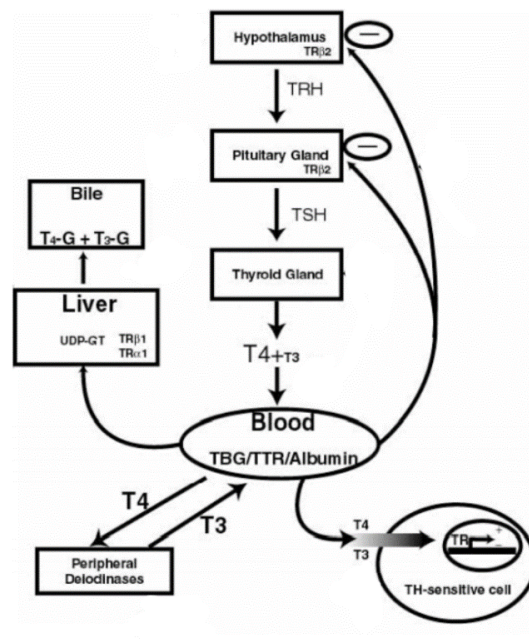 Hypothalamus
TRβ2
—
TRH
Pituitary Gland
TRβ2
—
TSH
Bile
T4-G + T3-G
Thyroid Gland
Liver
UDP-GT TRβ1
TRα1
T4+T3
Blood
TBG/TTR/Albumin
T4
T3
T4
T3
TR
+
–
Peripheral
Deiodinases
TH-sensitive cell